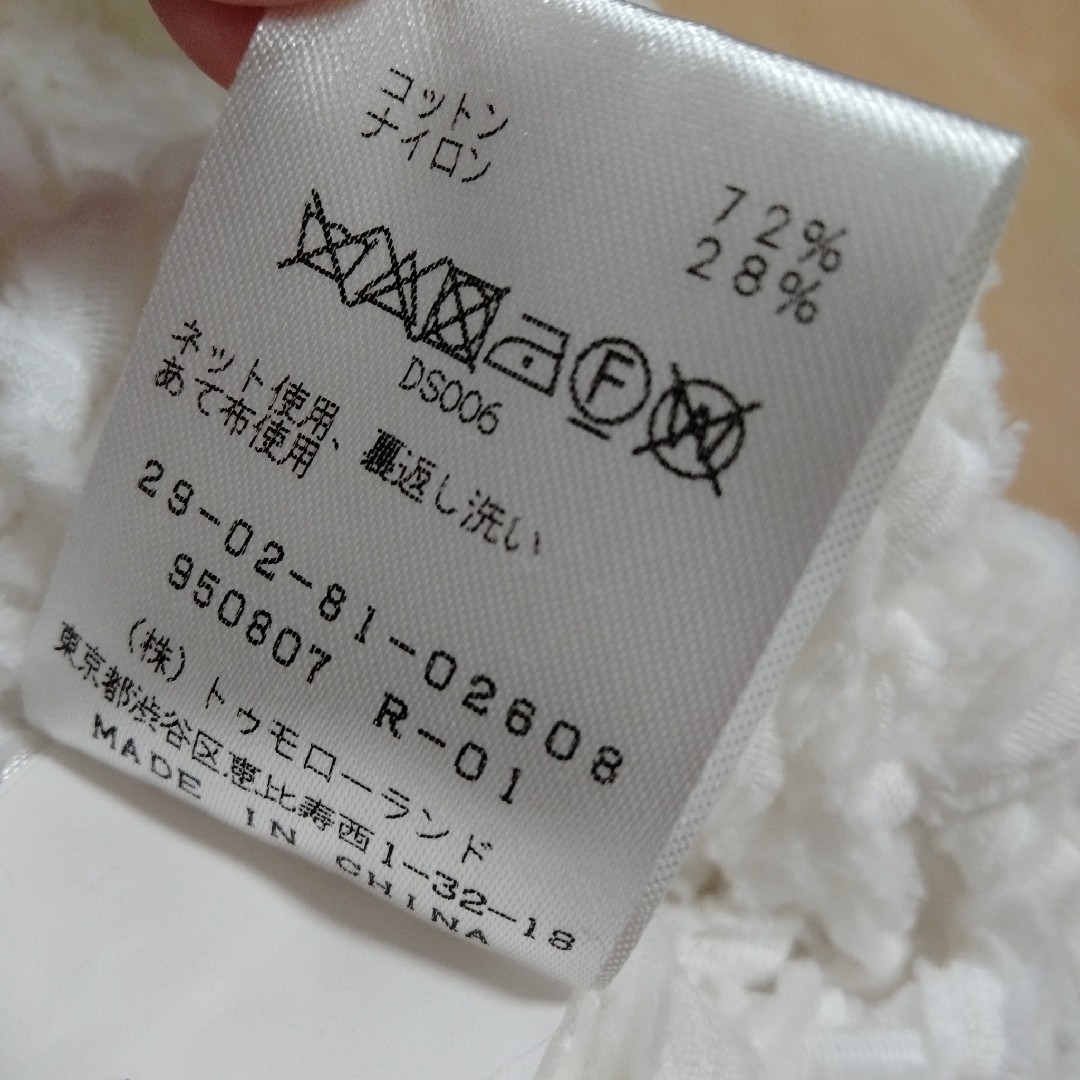 コットン 72%
ナイロン 28%
F W
DS006
ネット使用、裏返し洗い
あて布使用
29-02-81-02608
950807 R-01
(株)トゥモローランド
東京都渋谷区恵比寿西1-32-18
MADE IN CHINA